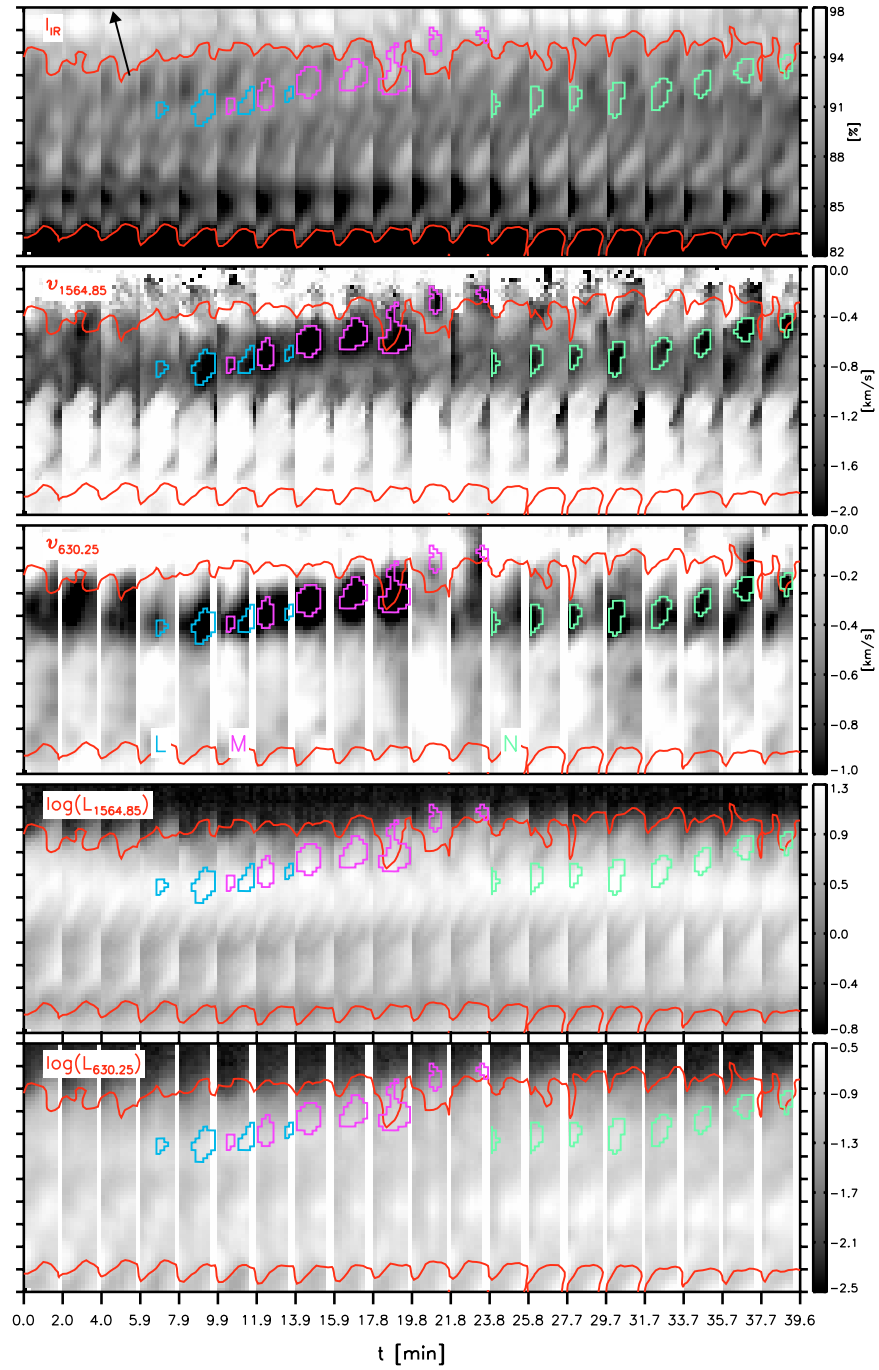 I_IR
98
94
91
88
85
82
[%]
υ_1564.85
0.0
−0.4
−0.8
−1.2
−1.6
−2.0
[km/s]
υ_630.25
L
M
N
0.0
−0.2
−0.4
−0.6
−0.8
−1.0
[km/s]
log(L_1564.85)
1.3
0.9
0.5
0.0
−0.4
−0.8
log(L_630.25)
−0.5
−0.9
−1.3
−1.7
−2.1
−2.5
0.0 2.0 4.0 5.9 7.9 9.9 11.9 13.9 15.9 17.8 19.8 21.8 23.8 25.8 27.7 29.7 31.7 33.7 35.7 37.7 39.6
t [min]